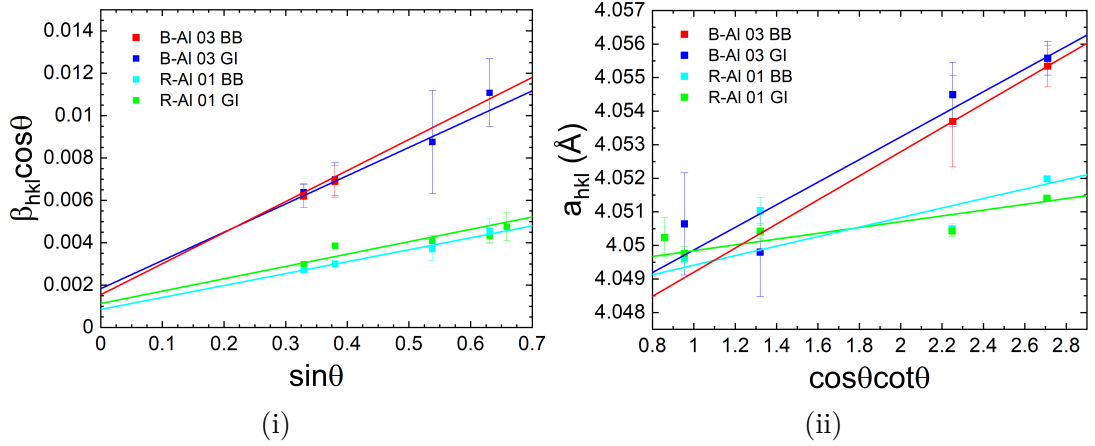 0.015
0.014
0.012
0.01
0.008
0.006
0.004
0.002
0
β_hkl cosθ
B-Al 03 BB
B-Al 03 GI
R-Al 01 BB
R-Al 01 GI
0 0.1 0.2 0.3 0.4 0.5 0.6 0.7
sinθ
(i)
4.057
4.056
4.055
4.054
4.053
4.052
4.051
4.05
4.049
4.048
a_hkl (Å)
B-Al 03 BB
B-Al 03 GI
R-Al 01 BB
R-Al 01 GI
0.8 1 1.2 1.4 1.6 1.8 2 2.2 2.4 2.6 2.8
cosθcotθ
(ii)